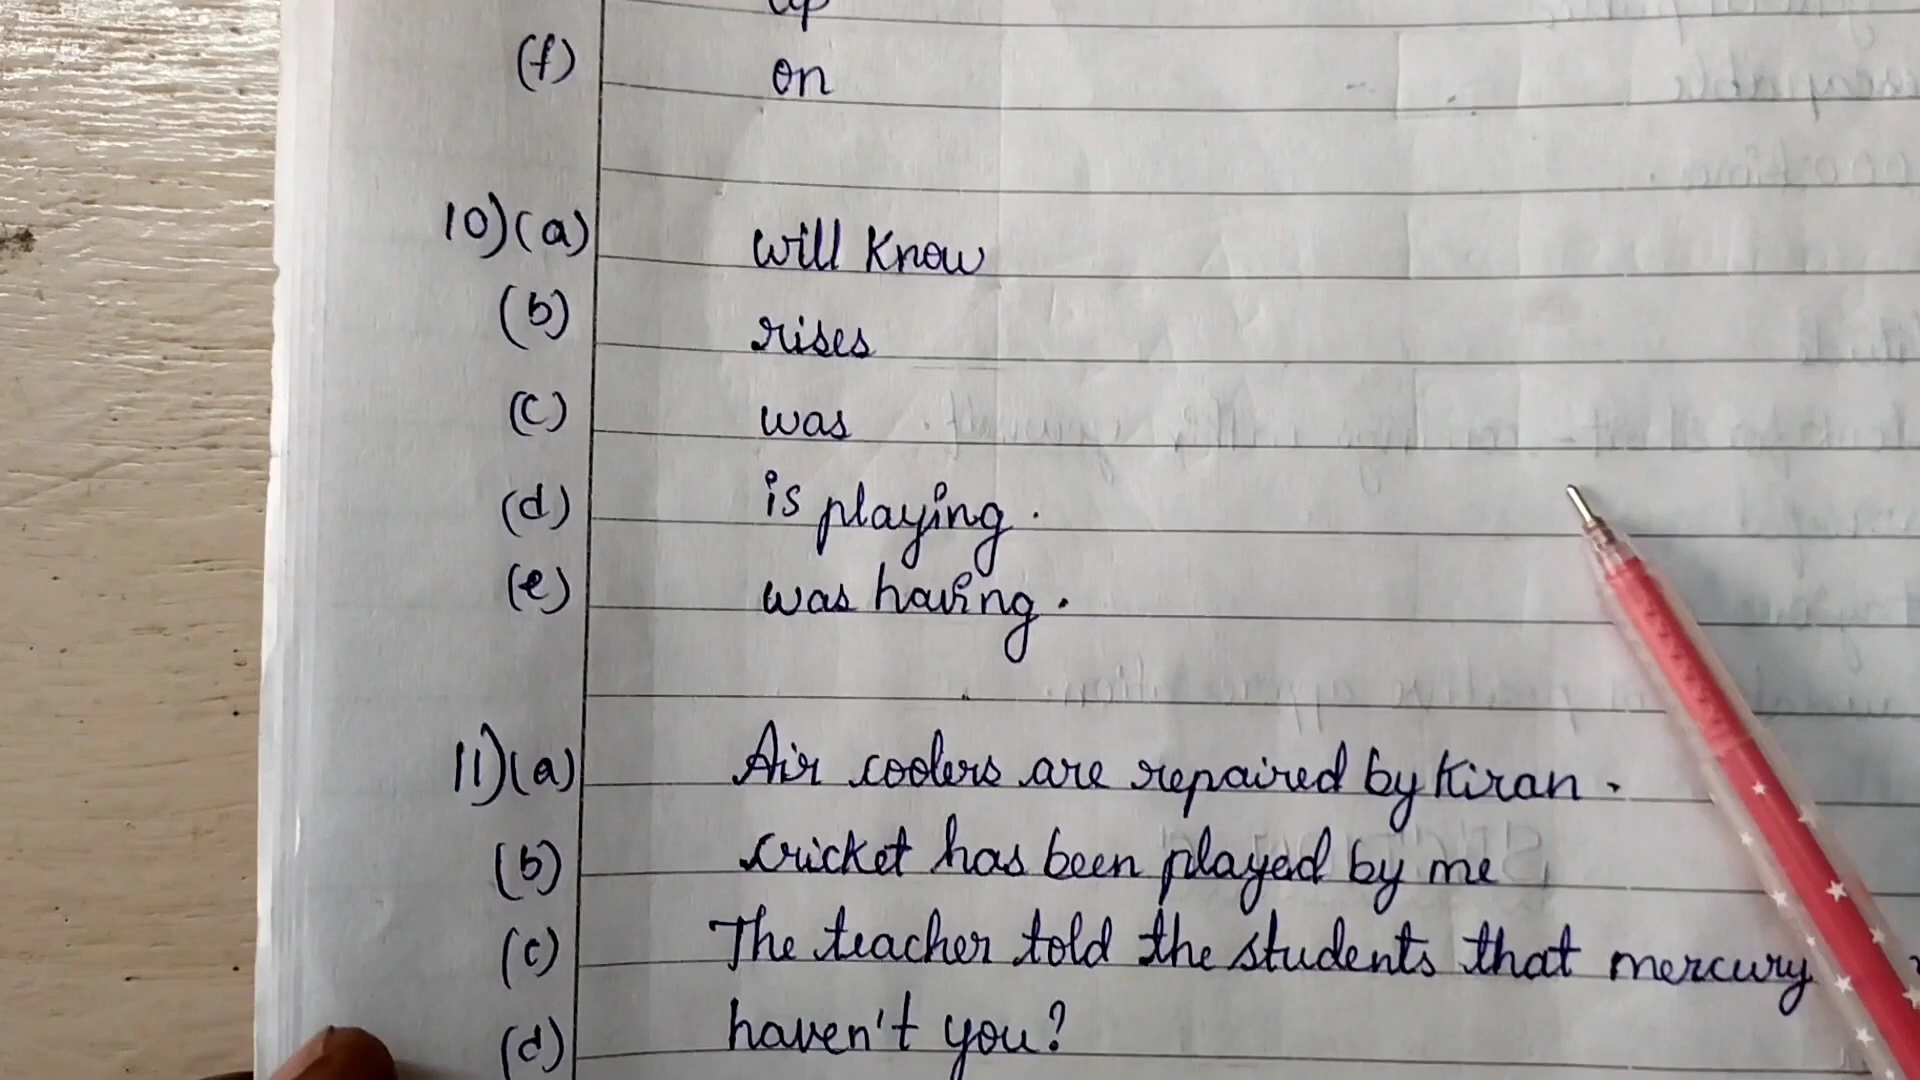 up
(f) on
10) (a) will know
(b) rises
(c) was
(d) is playing.
(e) was having.
11) (a) Air coolers are repaired by Kiran.
(b) cricket has been played by me
(c) The teacher told the students that mercury
(d) haven't you?